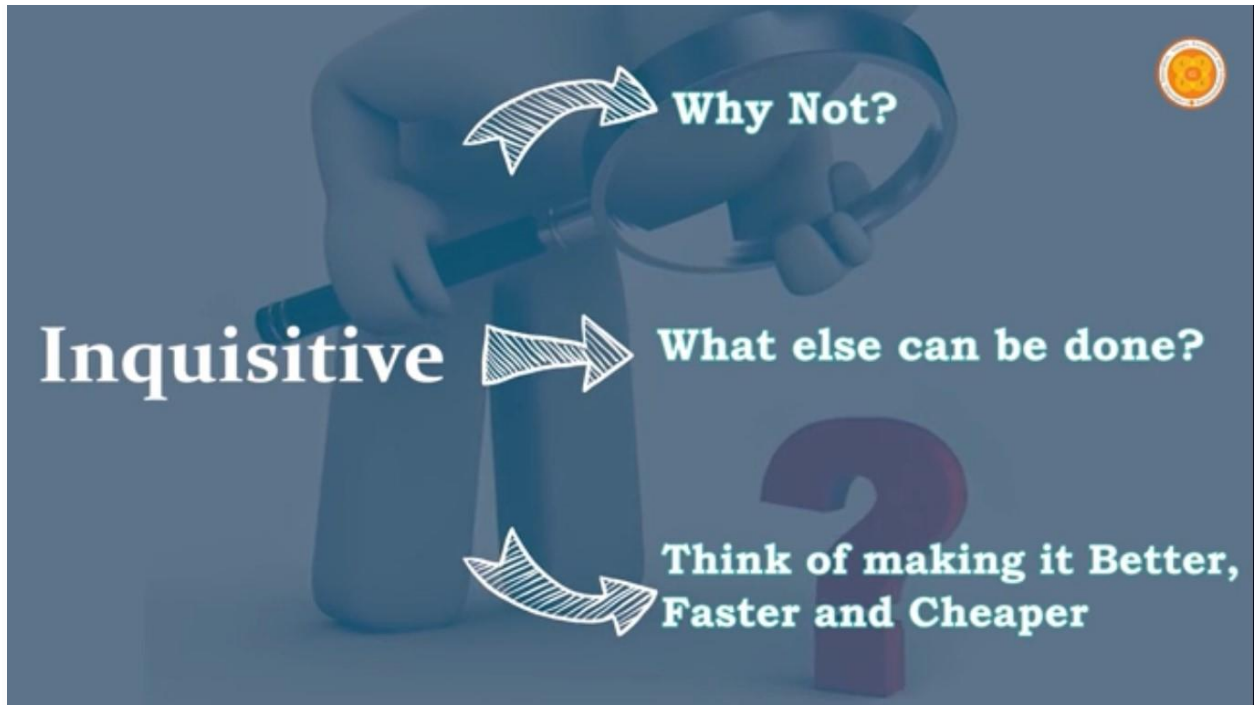 Why Not?
Inquisitive
What else can be done?
Think of making it Better,
Faster and Cheaper